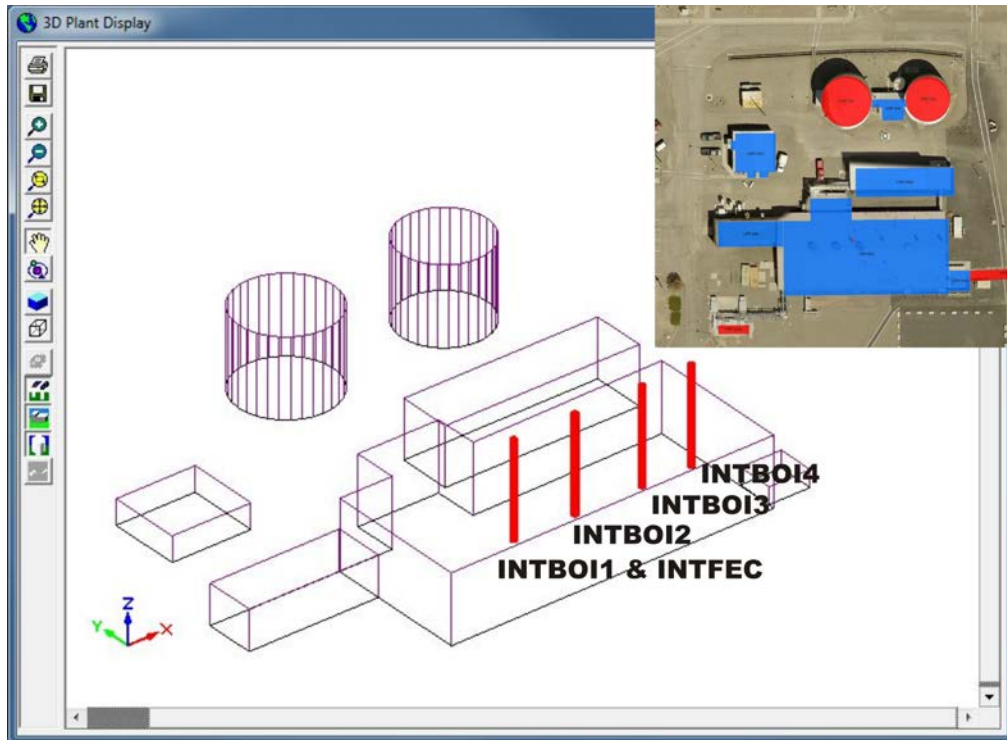 3D Plant Display
INTBOI4
INTBOI3
INTBOI2
INTBOI1 & INTFEC
Z
Y
X